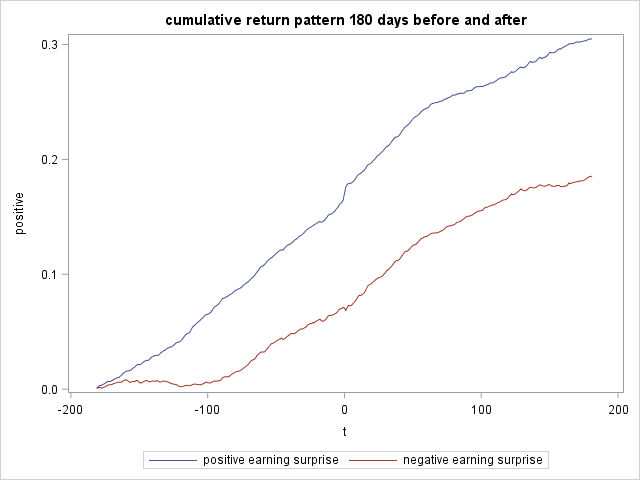 cumulative return pattern 180 days before and after
0.3
0.2
0.1
0.0
positive
-200
-100
0
100
200
t
positive earning surprise
negative earning surprise